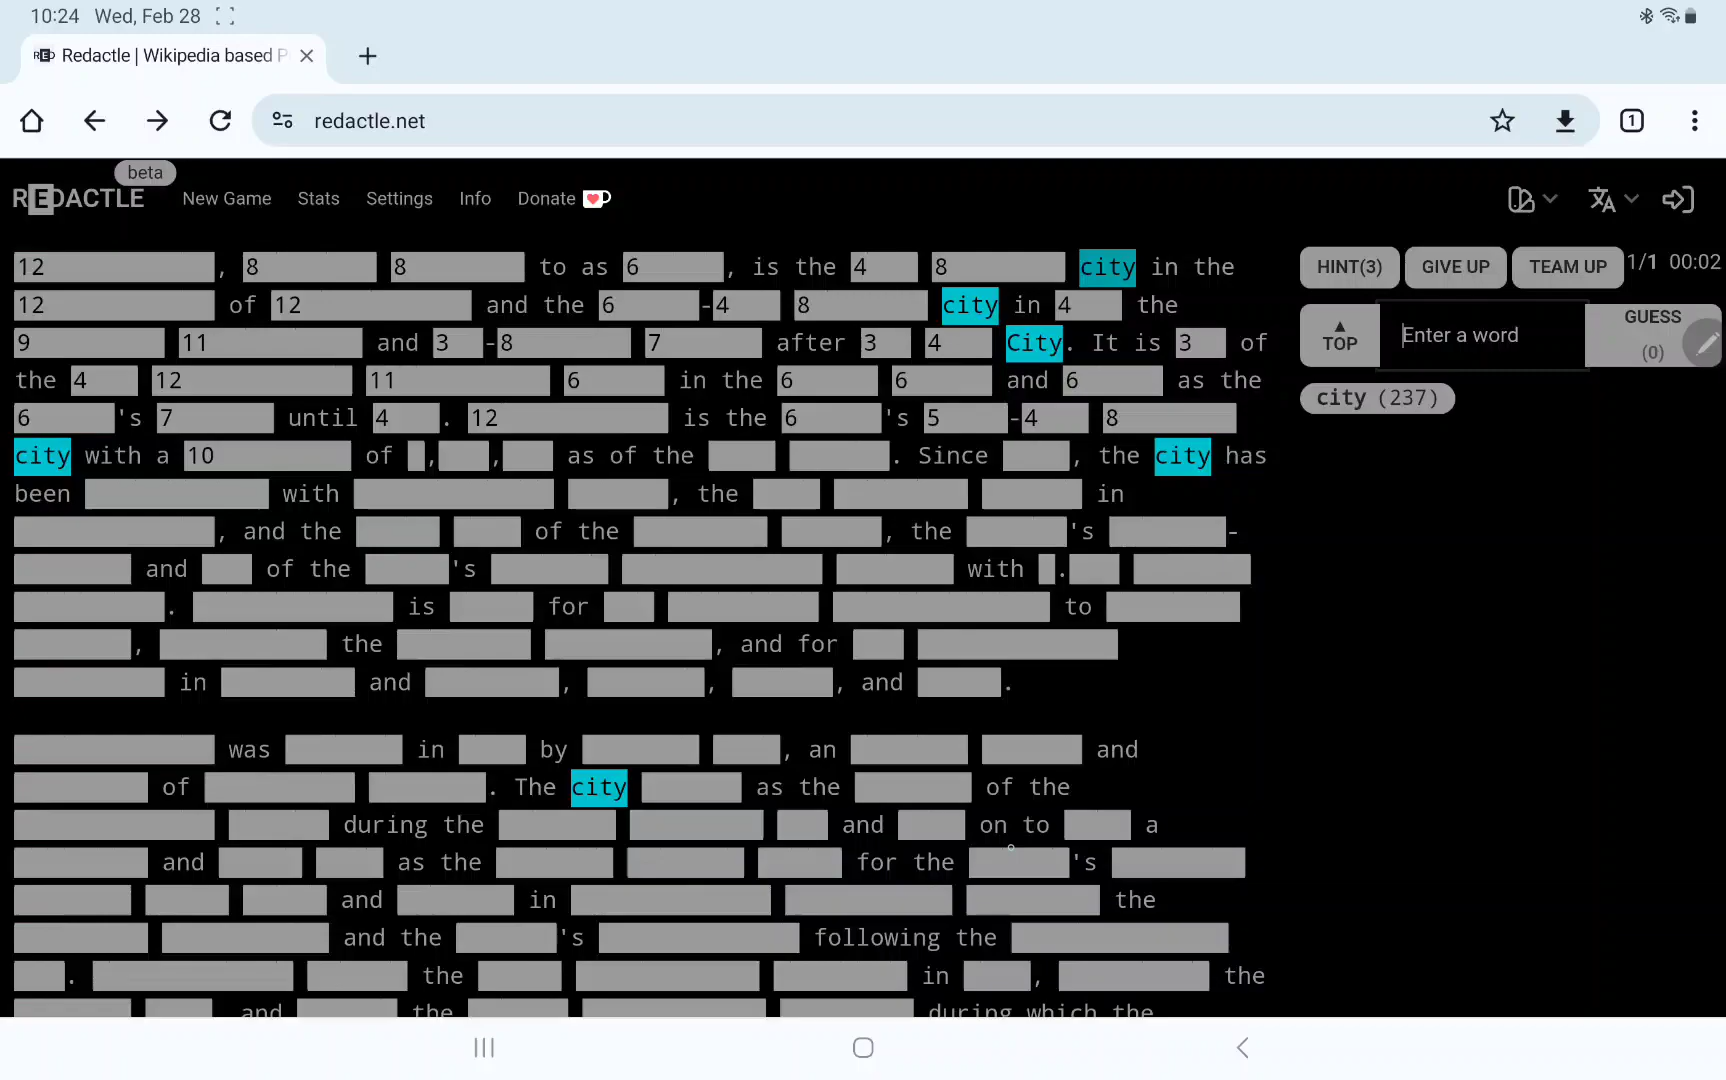 10:24 Wed, Feb 28
Redactle | Wikipedia based P
redactle.net
1
beta
REDACTLE New Game Stats Settings Info Donate
12, 8 8 to as 6, is the 4 8 city in the
12 of 12 and the 6-4 8 city in 4 the
9 11 and 3-8 7 after 3 4 City. It is 3 of
the 4 12 11 6 in the 6 6 and 6 as the
6's 7 until 4. 12 is the 6's 5-4 8
city with a 10 of , , as of the . Since , the city has
been with , the in
, and the of the , the 's -
and of the 's with .
. is for to
, the , and for
in and , , , and .
was in by , an and
of . The city as the of the
during the and on to a
and as the for the 's
and in the
and the 's following the
. the in , the
, and the during which the
HINT(3) GIVE UP TEAM UP 1/1 00:02
▲ TOP Enter a word GUESS (0)
city (237)